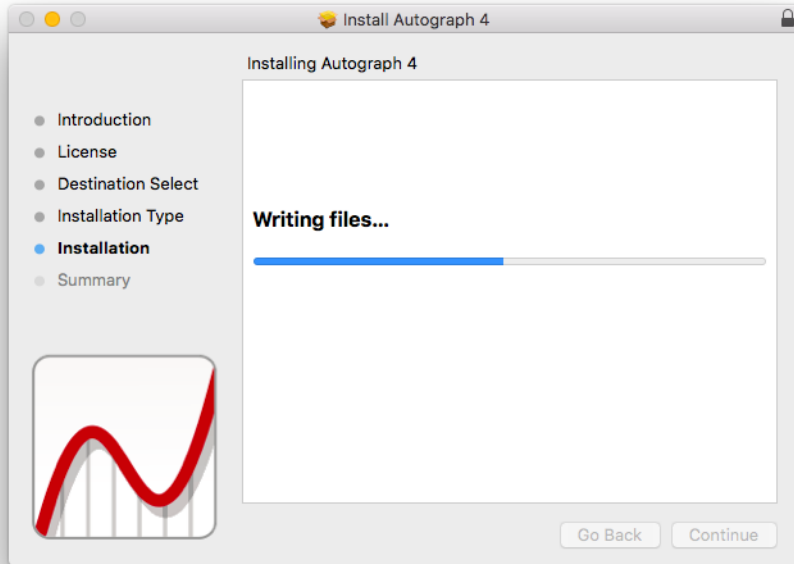 Install Autograph 4
Installing Autograph 4
Introduction
License
Destination Select
Installation Type
Installation
Summary
Writing files...
Go Back
Continue